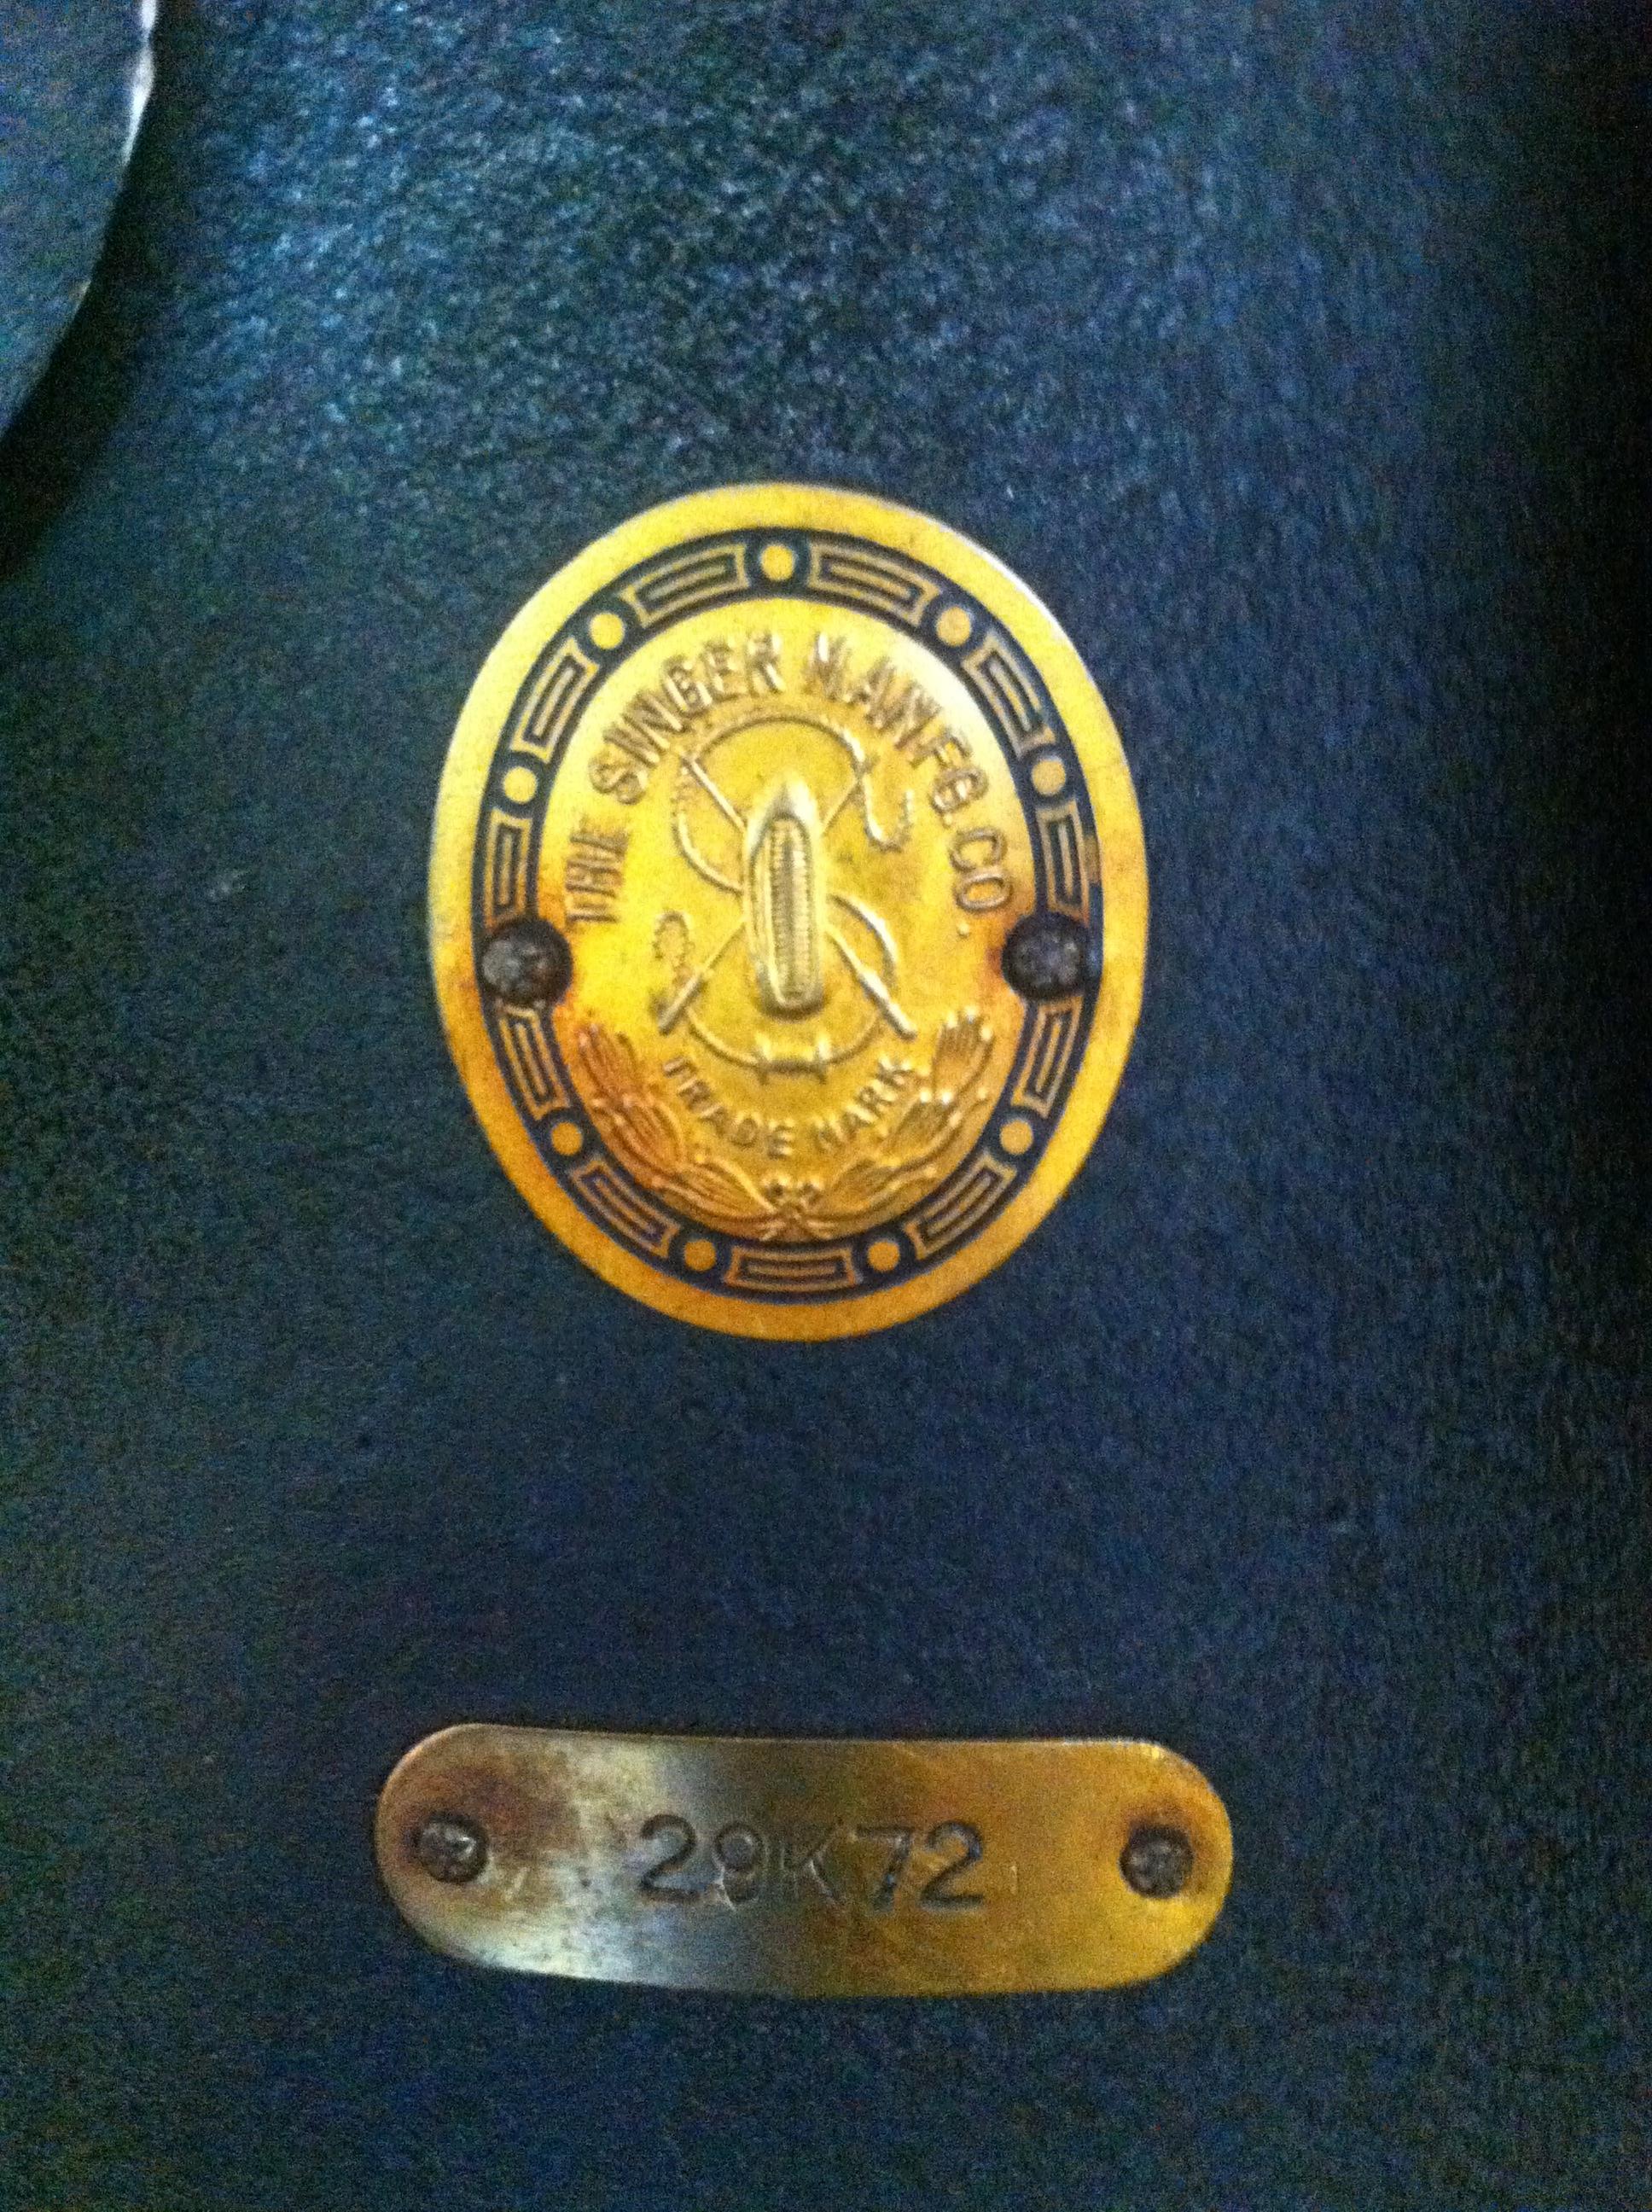 THE SINGER MANFG. CO.
TRADE MARK
29K72